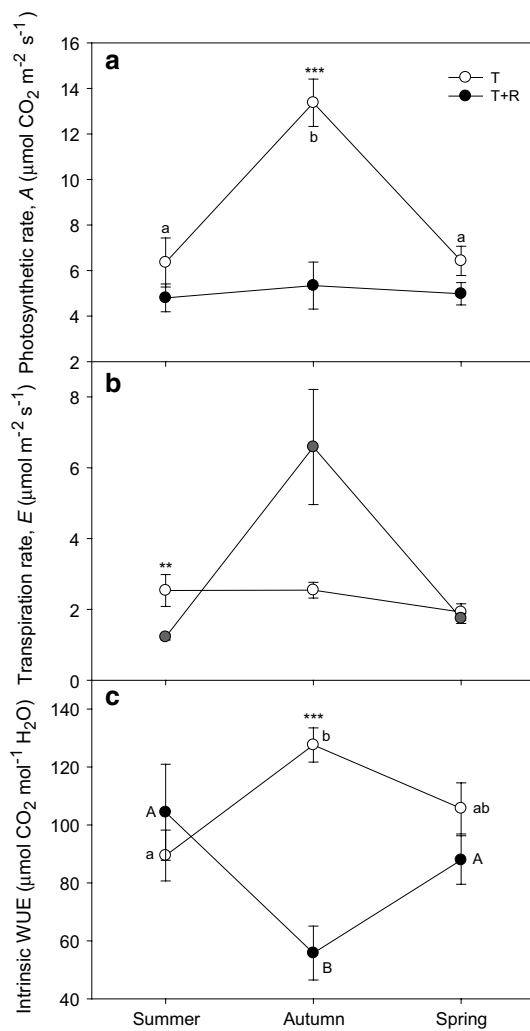 Photosynthetic rate, A (μmol CO₂ m⁻² s⁻¹)
16
14
12
10
8
6
4
2
a
***
b
a
a
T
T+R
Transpiration rate, E (μmol m⁻² s⁻¹)
8
6
4
2
0
b
**
Intrinsic WUE (μmol CO₂ mol⁻¹ H₂O)
140
120
100
80
60
40
c
***
b
A
a
ab
A
B
Summer Autumn Spring